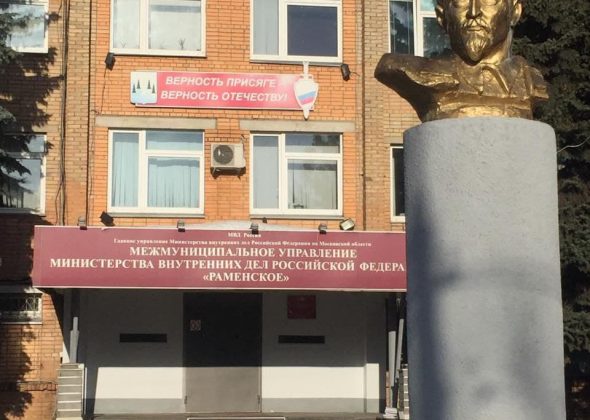 ВЕРНОСТЬ ПРИСЯГЕ
ВЕРНОСТЬ ОТЕЧЕСТВУ!
МВД России
Главное управление Министерства внутренних дел Российской Федерации по Московской области
МЕЖМУНИЦИПАЛЬНОЕ УПРАВЛЕНИЕ
МИНИСТЕРСТВА ВНУТРЕННИХ ДЕЛ РОССИЙСКОЙ ФЕДЕРА
«РАМЕНСКОЕ»